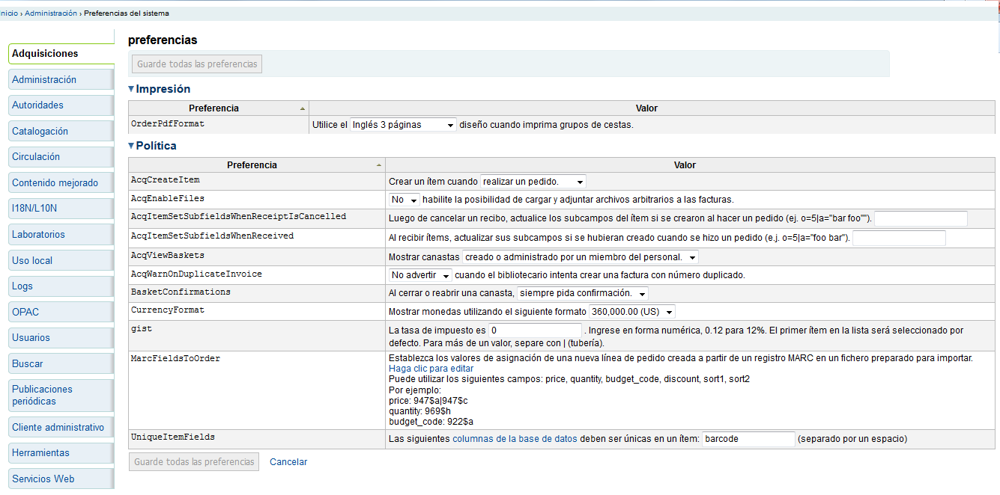 Inicio › Administración › Preferencias del sistema
Adquisiciones
Administración
Autoridades
Catalogación
Circulación
Contenido mejorado
I18N/L10N
Laboratorios
Uso local
Logs
OPAC
Usuarios
Buscar
Publicaciones
periódicas
Cliente administrativo
Herramientas
Servicios Web
preferencias
Guarde todas las preferencias
Impresión
Preferencia Valor
OrderPdfFormat Utilice el Inglés 3 páginas diseño cuando imprima grupos de cestas.
Política
Preferencia Valor
AcqCreateItem Crear un ítem cuando realizar un pedido.
AcqEnableFiles No habilite la posibilidad de cargar y adjuntar archivos arbitrarios a las facturas.
AcqItemSetSubfieldsWhenReceiptIsCancelled Luego de cancelar un recibo, actualice los subcampos del ítem si se crearon al hacer un pedido (ej. o=5|a="bar foo"").
AcqItemSetSubfieldsWhenReceived Al recibir ítems, actualizar sus subcampos si se hubieran creado cuando se hizo un pedido (e.j. o=5|a="foo bar").
AcqViewBaskets Mostrar canastas creado o administrado por un miembro del personal.
AcqWarnOnDuplicateInvoice No advertir cuando el bibliotecario intenta crear una factura con número duplicado.
BasketConfirmations Al cerrar o reabrir una canasta, siempre pida confirmación.
CurrencyFormat Mostrar monedas utilizando el siguiente formato 360,000.00 (US)
gist La tasa de impuesto es 0 . Ingrese en forma numérica, 0.12 para 12%. El primer ítem en la lista será seleccionado por
defecto. Para más de un valor, separe con | (tubería).
MarcFieldsToOrder Establezca los valores de asignación de una nueva línea de pedido creada a partir de un registro MARC en un fichero preparado para importar.
Haga clic para editar
Puede utilizar los siguientes campos: price, quantity, budget_code, discount, sort1, sort2
Por ejemplo:
price: 947$a|947$c
quantity: 969$h
budget_code: 922$a
UniqueItemFields Las siguientes columnas de la base de datos deben ser únicas en un ítem: barcode (separado por un espacio)
Guarde todas las preferencias Cancelar